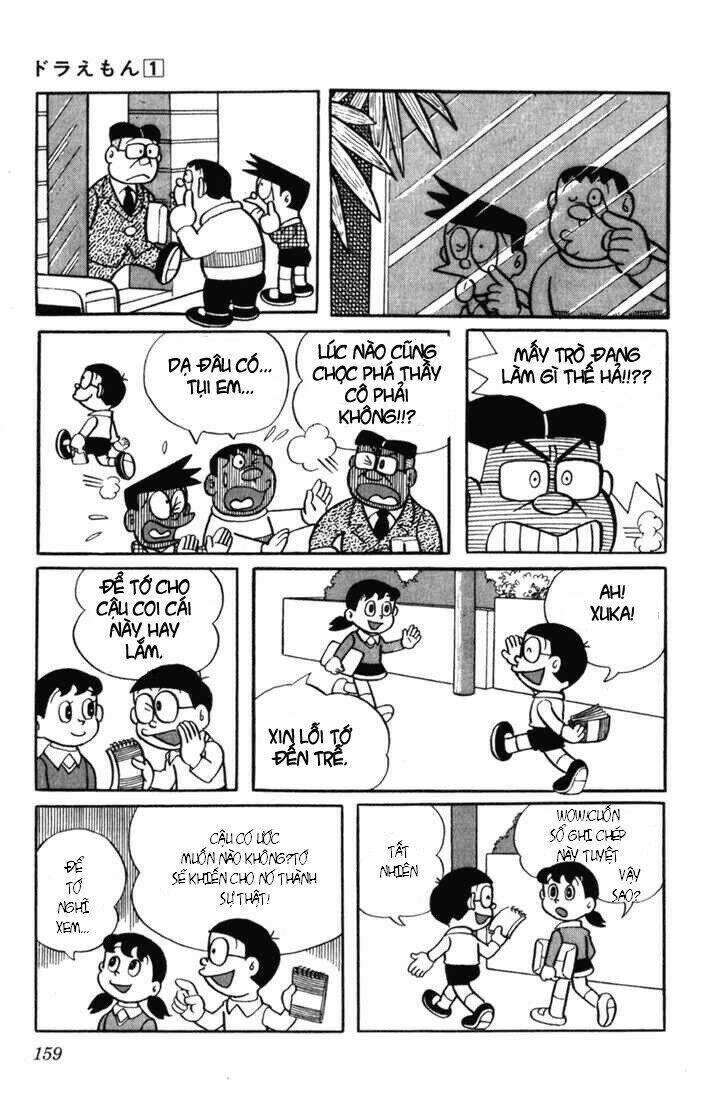 ドラえもん 1
MẤY TRÒ ĐANG
LÀM GÌ THẾ HẢ!!??
LÚC NÀO CŨNG
CHỌC PHÁ THẦY
CÔ PHẢI
KHÔNG!!?
DẠ ĐÂU CÓ...
TỤI EM...
AH!
XUKA!
XIN LỖI TỚ
ĐẾN TRỄ.
ĐỂ TỚ CHO
CẬU COI CÁI
NÀY HAY
LẮM.
WOW!CUỐN
SỔ GHI CHÉP
NÀY TUYỆT
VẬY
SAO?
TẤT
NHIÊN
CẬU CÓ ƯỚC
MUỐN NÀO KHÔNG?TỚ
SẼ KHIẾN CHO NÓ THÀNH
SỰ THẬT!
ĐỂ
TỚ
NGHĨ
XEM...
159